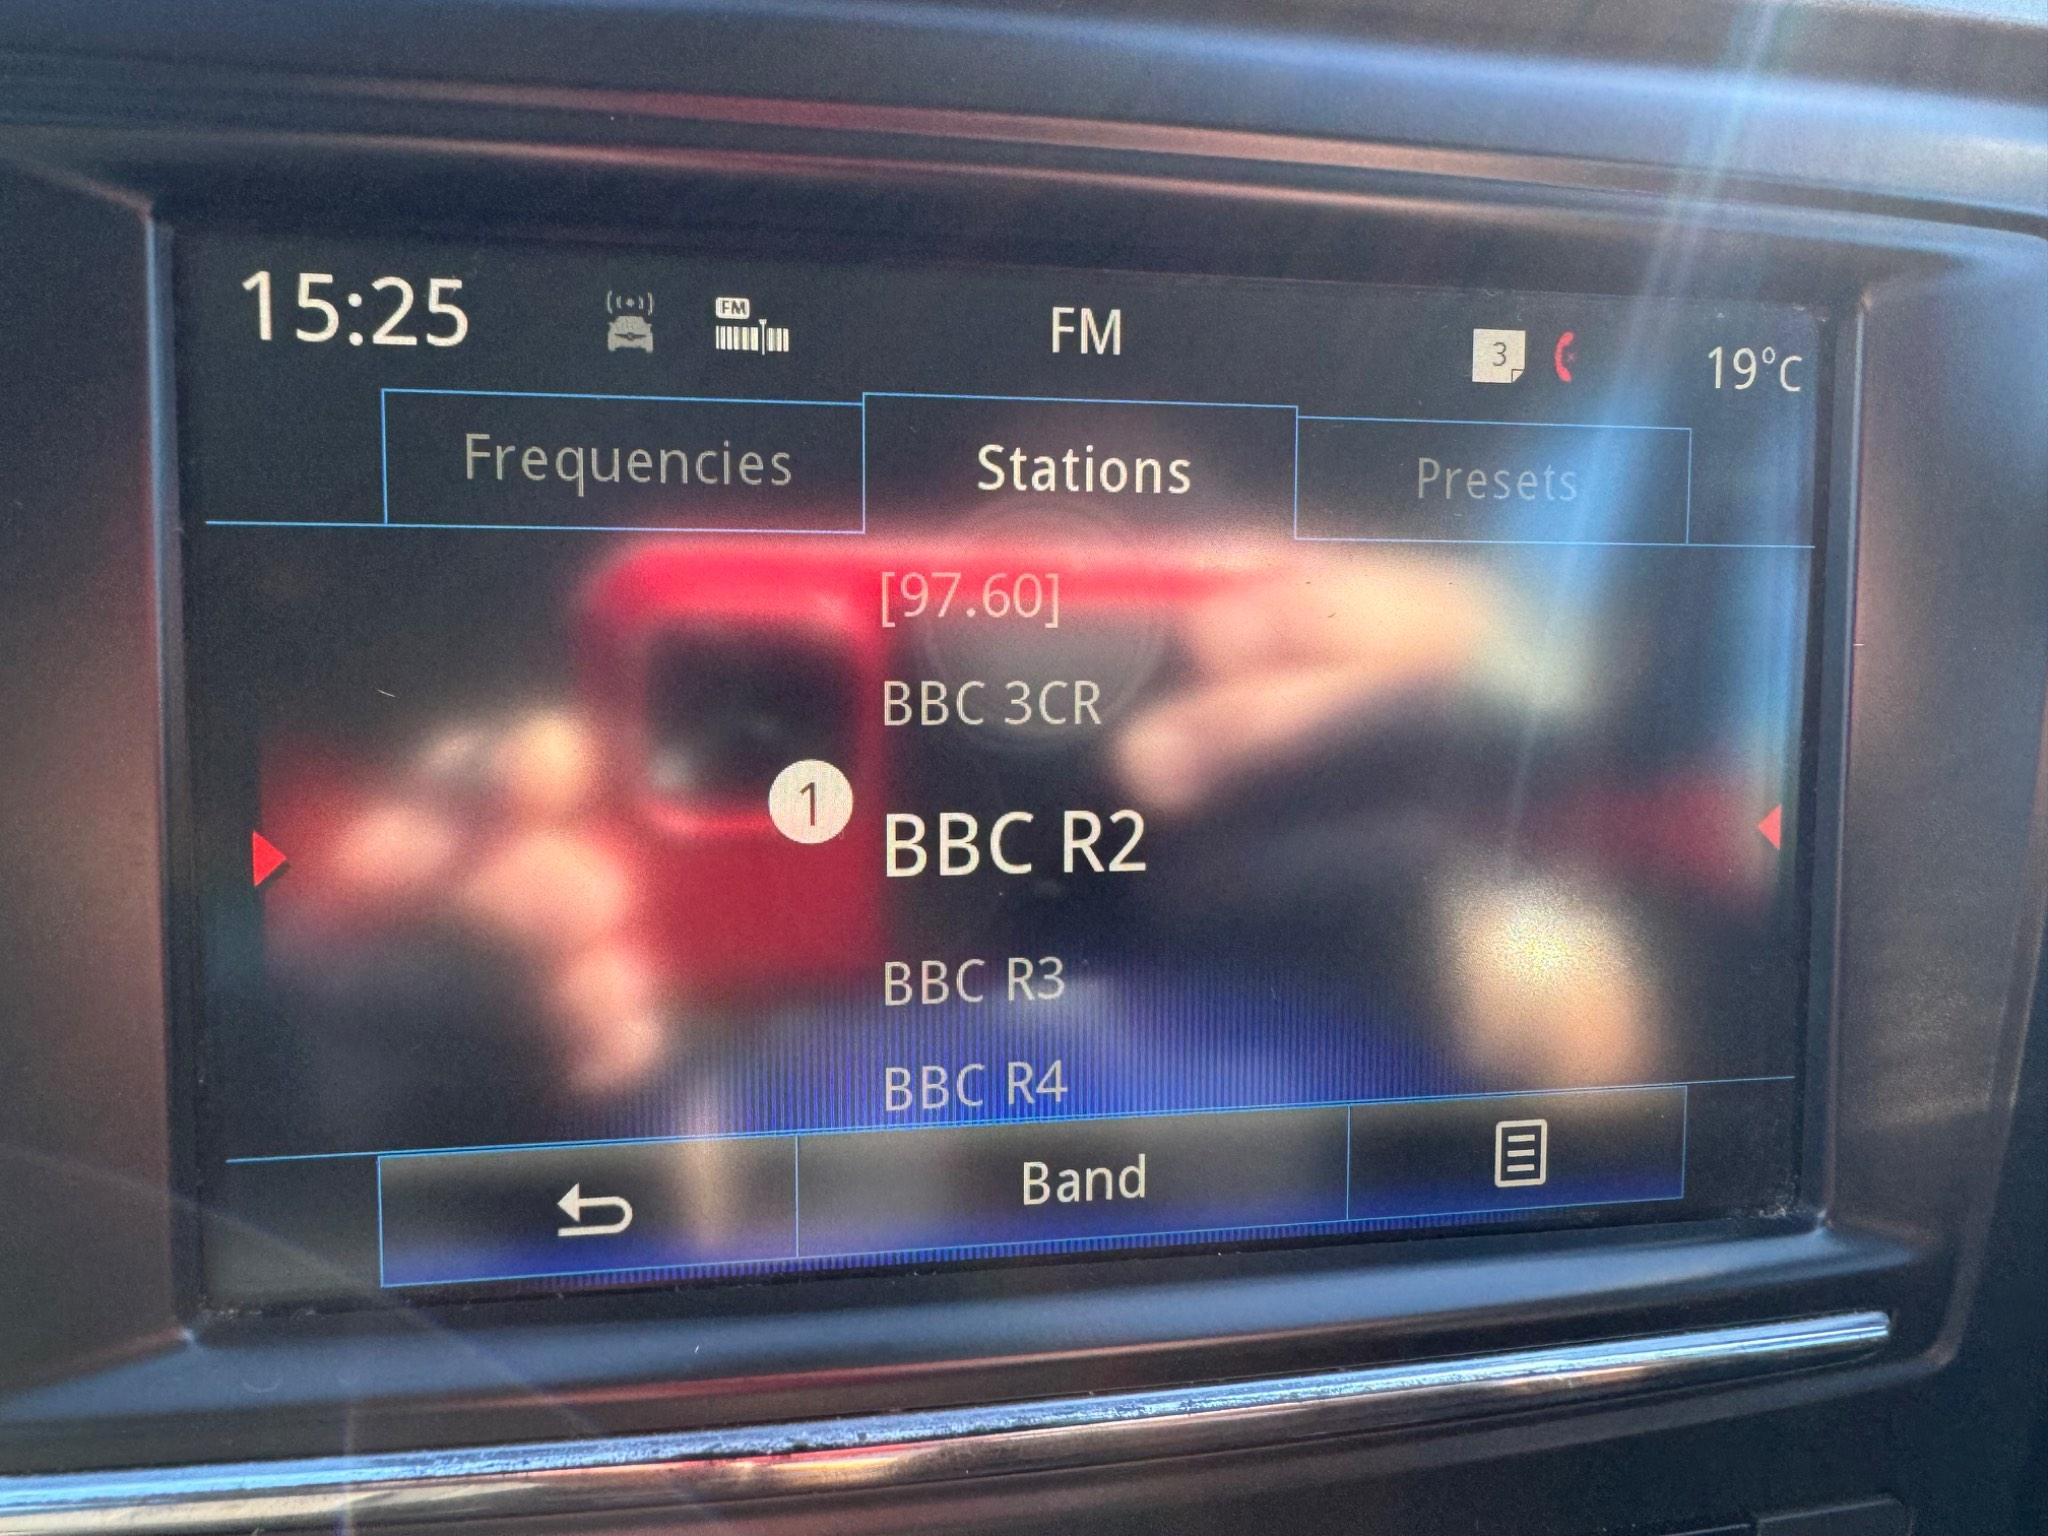 15:25 FM FM 3 19°C
Frequencies Stations Presets
[97.60]
BBC 3CR
1 BBC R2
BBC R3
BBC R4
Band